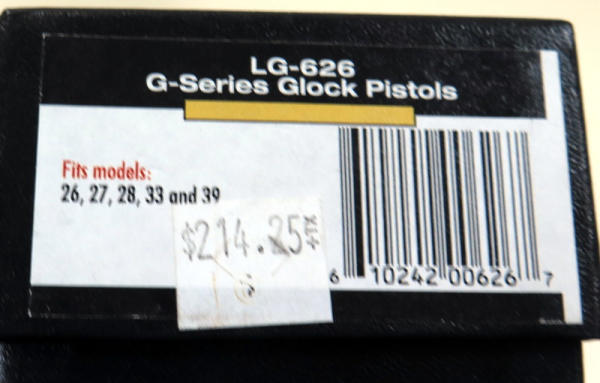 LG-626
G-Series Glock Pistols
Fits models:
26, 27, 28, 33 and 39
$214.25 +TX
6 10242 00626 7